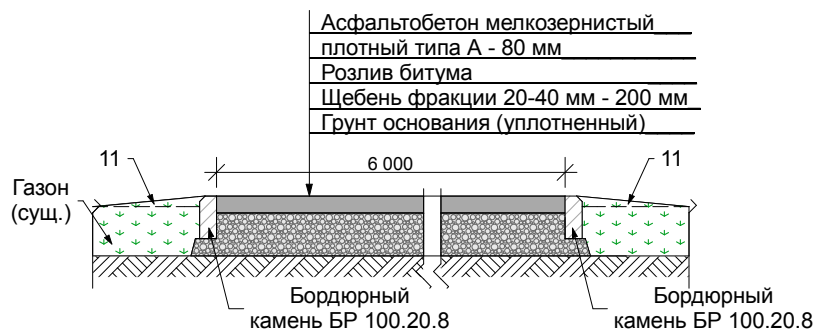 Асфальтобетон мелкозернистый
плотный типа А - 80 мм
Розлив битума
Щебень фракции 20-40 мм - 200 мм
Грунт основания (уплотненный)
6 000
11
11
Газон
(сущ.)
Бордюрный
камень БР 100.20.8
Бордюрный
камень БР 100.20.8